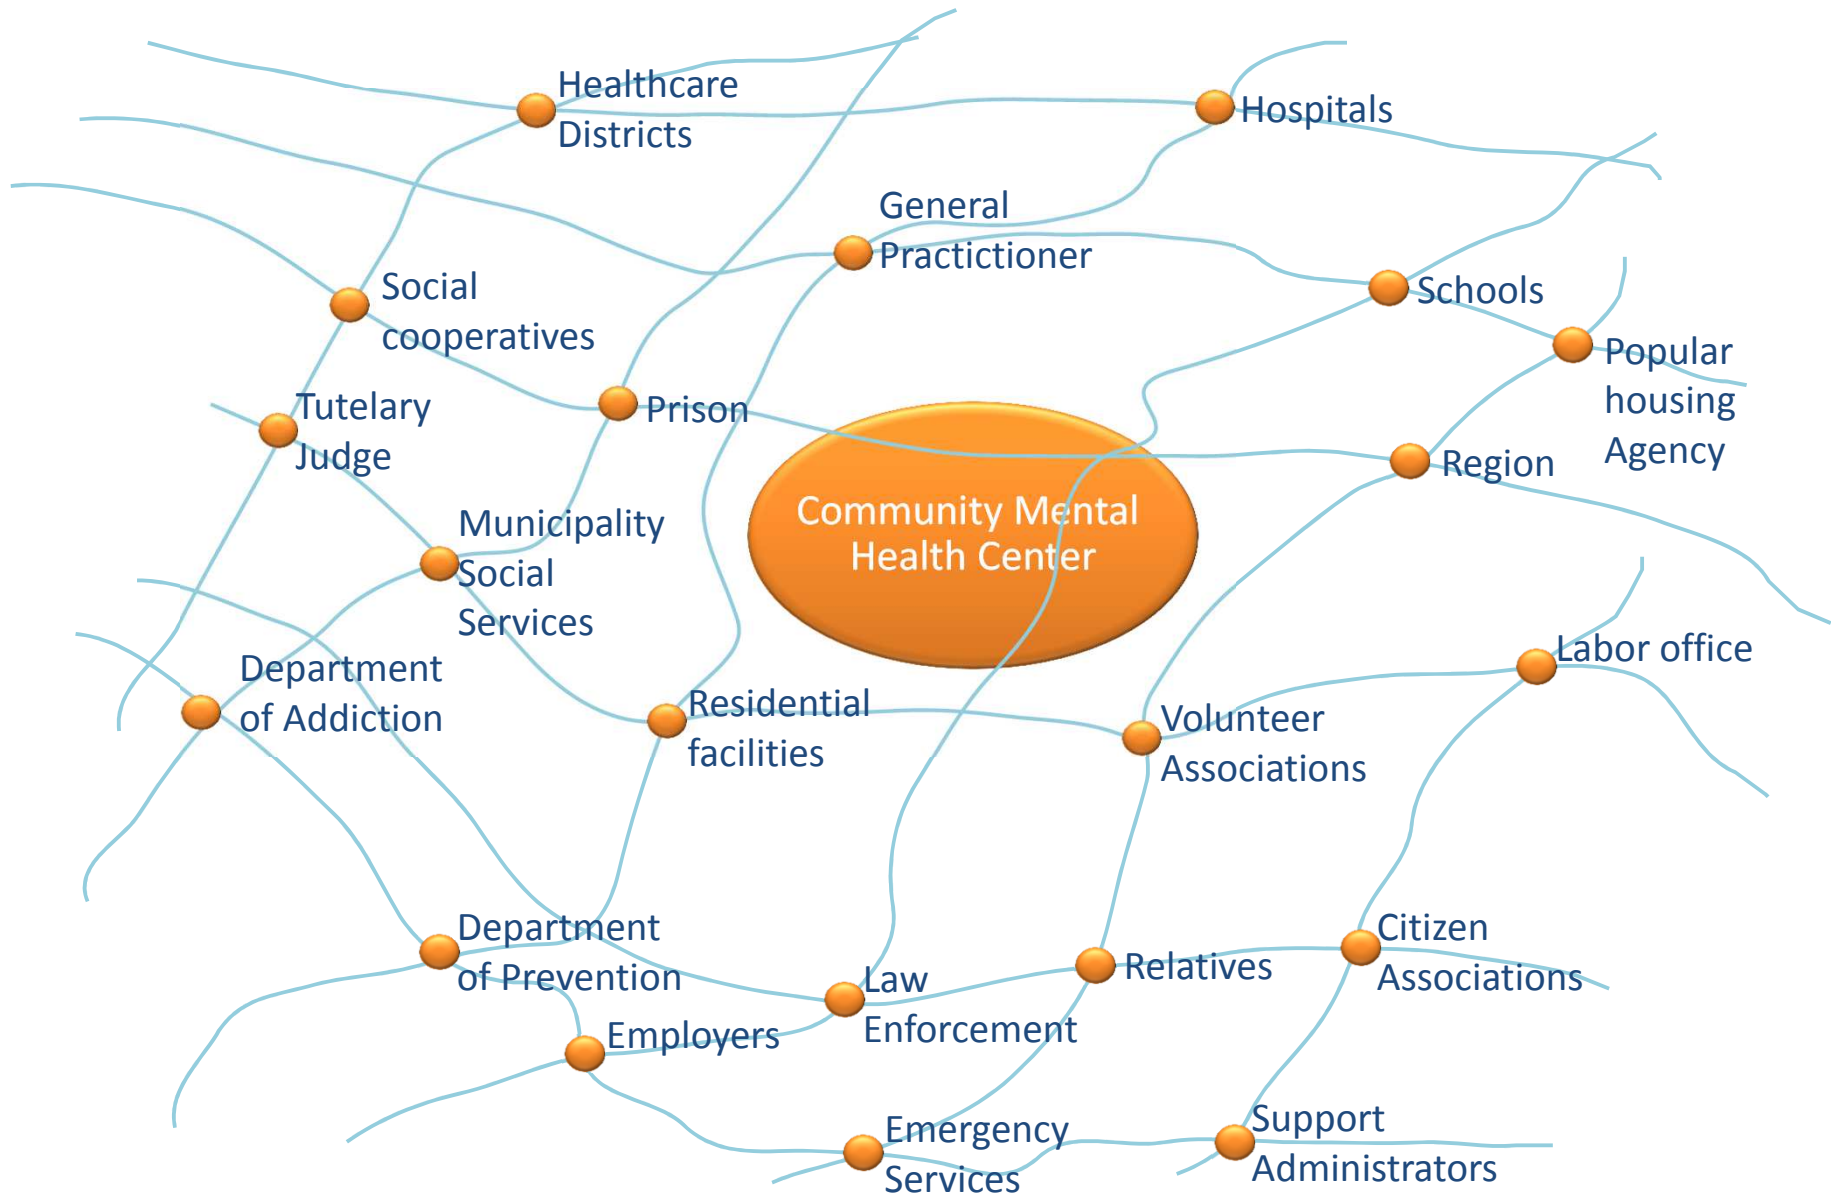 Healthcare
Districts
Hospitals
General
Practictioner
Social
cooperatives
Schools
Popular
housing
Agency
Tutelary
Judge
Prison
Region
Community Mental
Health Center
Municipality
Social
Services
Labor office
Department
of Addiction
Residential
facilities
Volunteer
Associations
Department
of Prevention
Law
Enforcement
Relatives
Citizen
Associations
Employers
Emergency
Services
Support
Administrators